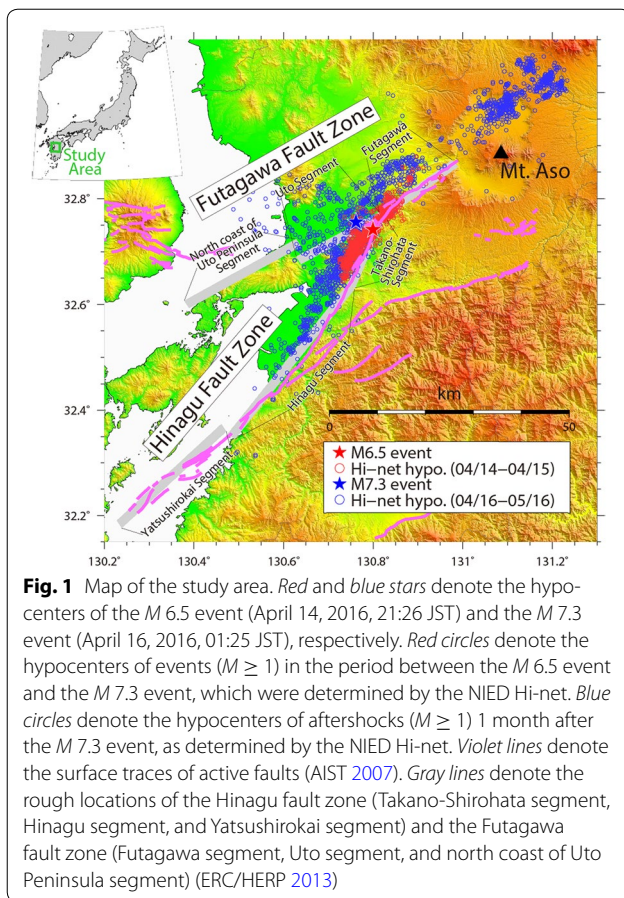 Study
Area
Futagawa Fault Zone
Uto Segment
Futagawa
Segment
Mt. Aso
North coast of
Uto Peninsula
Segment
Takano-
Shirohata
Segment
Hinagu Fault Zone
Hinagu Segment
Yatsushirokai Segment
32.8°
32.6°
32.4°
32.2°
km
0
50
M6.5 event
Hi-net hypo. (04/14-04/15)
M7.3 event
Hi-net hypo. (04/16-05/16)
130.2°
130.4°
130.6°
130.8°
131°
131.2°
Fig. 1 Map of the study area. Red and blue stars denote the hypo-
centers of the M 6.5 event (April 14, 2016, 21:26 JST) and the M 7.3
event (April 16, 2016, 01:25 JST), respectively. Red circles denote the
hypocenters of events (M ≥ 1) in the period between the M 6.5 event
and the M 7.3 event, which were determined by the NIED Hi-net. Blue
circles denote the hypocenters of aftershocks (M ≥ 1) 1 month after
the M 7.3 event, as determined by the NIED Hi-net. Violet lines denote
the surface traces of active faults (AIST 2007). Gray lines denote the
rough locations of the Hinagu fault zone (Takano-Shirohata segment,
Hinagu segment, and Yatsushirokai segment) and the Futagawa
fault zone (Futagawa segment, Uto segment, and north coast of Uto
Peninsula segment) (ERC/HERP 2013)